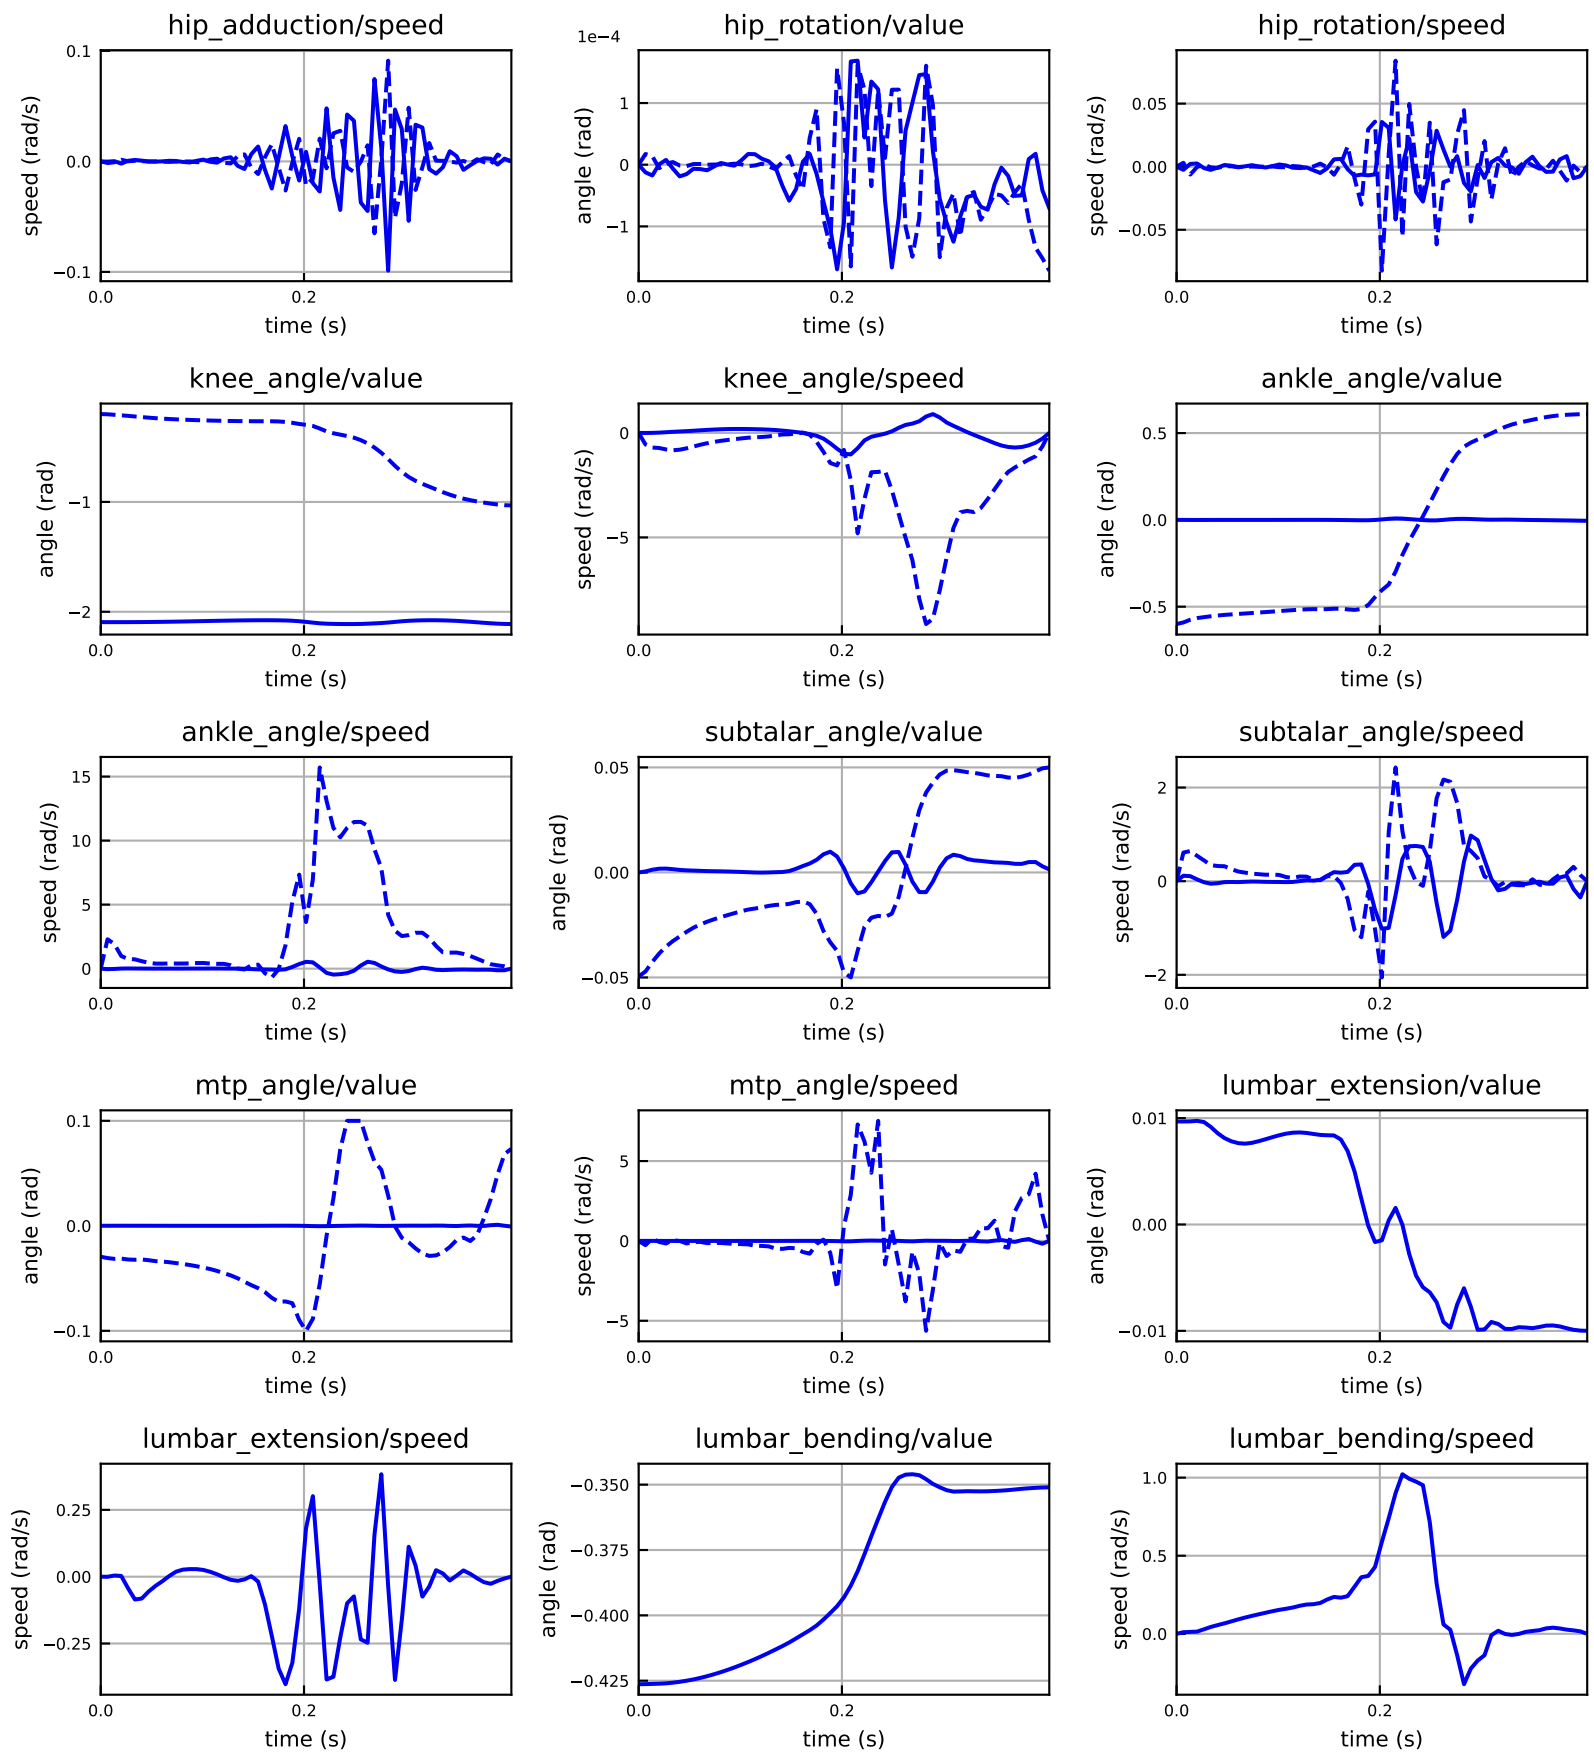 hip_adduction/speed
speed (rad/s)
0.1
0.0
−0.1
0.0
0.2
time (s)
hip_rotation/value
1e−4
angle (rad)
1
0
−1
0.0
0.2
time (s)
hip_rotation/speed
speed (rad/s)
0.05
0.00
−0.05
0.0
0.2
time (s)
knee_angle/value
angle (rad)
−1
−2
0.0
0.2
time (s)
knee_angle/speed
speed (rad/s)
0
−5
0.0
0.2
time (s)
ankle_angle/value
angle (rad)
0.5
0.0
−0.5
0.0
0.2
time (s)
ankle_angle/speed
speed (rad/s)
15
10
5
0
0.0
0.2
time (s)
subtalar_angle/value
angle (rad)
0.05
0.00
−0.05
0.0
0.2
time (s)
subtalar_angle/speed
speed (rad/s)
2
0
−2
0.0
0.2
time (s)
mtp_angle/value
angle (rad)
0.1
0.0
−0.1
0.0
0.2
time (s)
mtp_angle/speed
speed (rad/s)
5
0
−5
0.0
0.2
time (s)
lumbar_extension/value
angle (rad)
0.01
0.00
−0.01
0.0
0.2
time (s)
lumbar_extension/speed
speed (rad/s)
0.25
0.00
−0.25
0.0
0.2
time (s)
lumbar_bending/value
angle (rad)
−0.350
−0.375
−0.400
−0.425
0.0
0.2
time (s)
lumbar_bending/speed
speed (rad/s)
1.0
0.5
0.0
0.0
0.2
time (s)